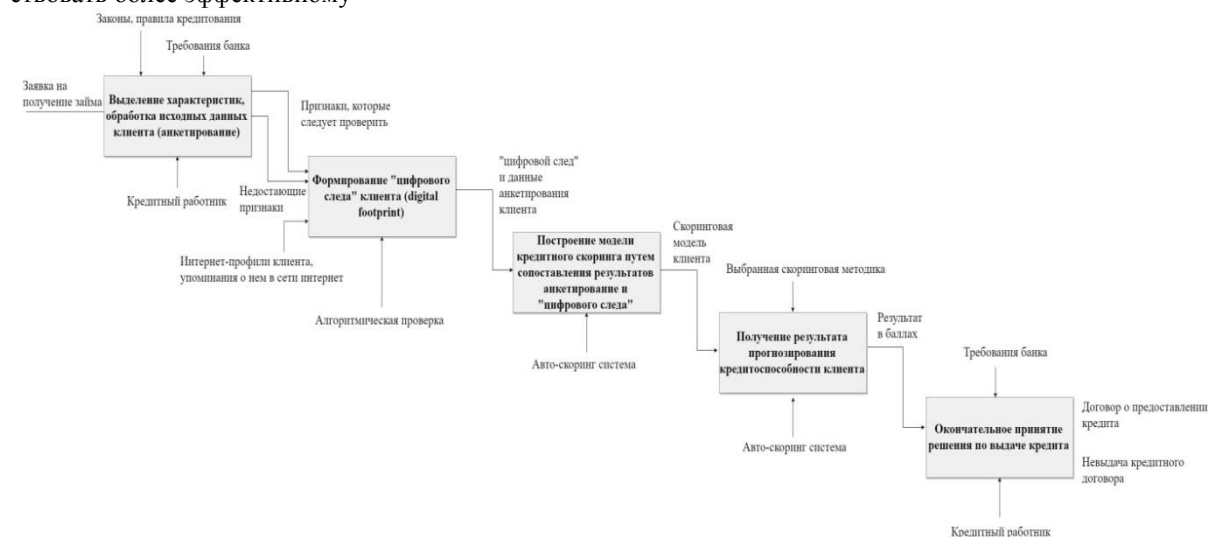 ствовать более эффективному
Законы, правила кредитования
Требования банка
Заявка на
получение займа
Выделение характеристик,
обработка исходных данных
клиента (анкетирование)
Признаки, которые
следует проверить
Кредитный работник
Недостающие
признаки
Формирование "цифрового
следа" клиента (digital
footprint)
"цифровой след"
и данные
анкетирования
клиента
Интернет-профили клиента,
упоминания о нем в сети интернет
Алгоритмическая проверка
Построение модели
кредитного скоринга путем
сопоставления результатов
анкетирование и
"цифрового следа"
Скоринговая
модель
клиента
Авто-скоринг система
Выбранная скоринговая методика
Получение результата
прогнозирования
кредитоспособности клиента
Результат
в баллах
Авто-скоринг система
Требования банка
Окончательное принятие
решения по выдаче кредита
Договор о предоставлении
кредита
Невыдача кредитного
договора
Кредитный работник